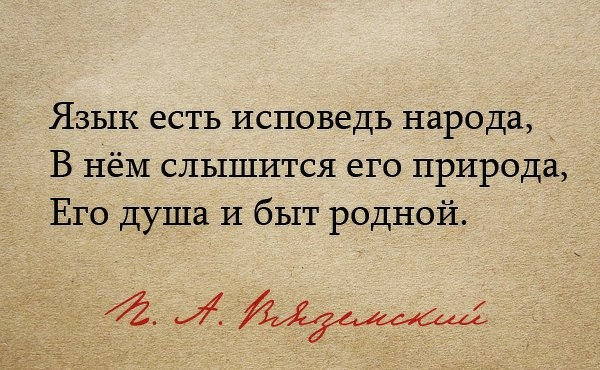 Язык есть исповедь народа,
В нём слышится его природа,
Его душа и быт родной.
П. А. Вяземский